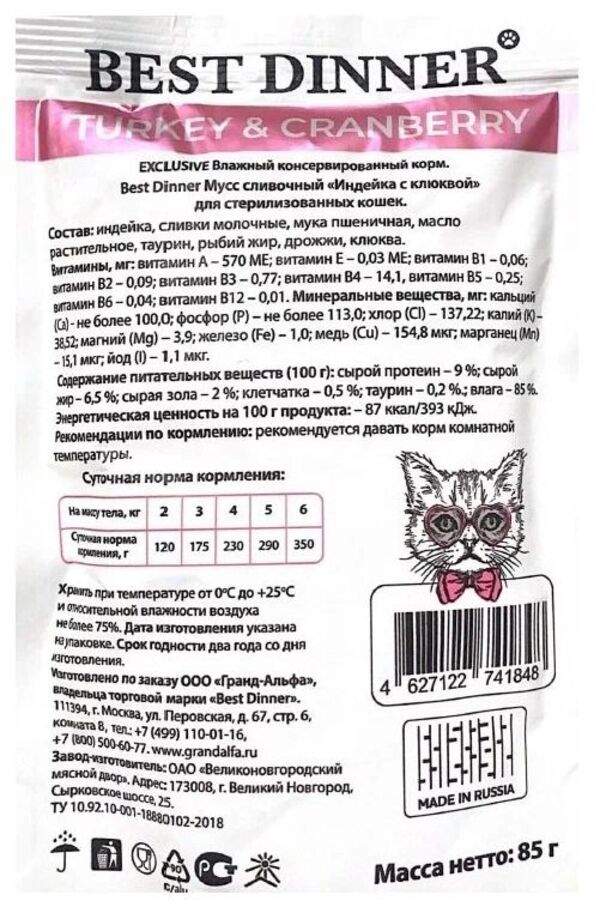 BEST DINNER
TURKEY & CRANBERRY
EXCLUSIVE Влажный консервированный корм.
Best Dinner Мусс сливочный «Индейка с клюквой»
для стерилизованных кошек.
Состав: индейка, сливки молочные, мука пшеничная, масло
растительное, таурин, рыбий жир, дрожжи, клюква.
Витамины, мг: витамин А – 570 МЕ; витамин Е – 0,03 МЕ; витамин В1 – 0,06;
витамин В2 – 0,09; витамин В3 – 0,77; витамин В4 – 14,1, витамин В5 – 0,25;
витамин В6 – 0,04; витамин В12 – 0,01. Минеральные вещества, мг: кальций
(Ca) - не более 100,0; фосфор (Р) – не более 113,0; хлор (Cl) – 137,22; калий (К) –
38,52; магний (Mg) – 3,9; железо (Fe) – 1,0; медь (Cu) – 154,8 мкг; марганец (Mn)
– 15,1 мкг; йод (I) – 1,1 мкг.
Содержание питательных веществ (100 г): сырой протеин – 9 %; сырой
жир – 6,5 %; сырая зола – 2 %; клетчатка – 0,5 %; таурин – 0,2 %.; влага – 85 %.
Энергетическая ценность на 100 г продукта: – 87 ккал/393 кДж.
Рекомендации по кормлению: рекомендуется давать корм комнатной
температуры.
Суточная норма кормления:
На массу тела, кг 2 3 4 5 6
Суточная норма
кормления, г 120 175 230 290 350
Хранить при температуре от 0°С до +25°С
и относительной влажности воздуха
не более 75%. Дата изготовления указана
на упаковке. Срок годности два года со дня
изготовления.
Изготовлено по заказу ООО «Гранд-Альфа»,
владельца торговой марки «Best Dinner».
111394, г. Москва, ул. Перовская, д. 67, стр. 6,
комната 8, тел.: +7 (499) 110-01-16,
+7 (800) 500-60-77. www.grandalfa.ru
Завод-изготовитель: ОАО «Великоновгородский
мясной двор». Адрес: 173008, г. Великий Новгород,
Сырковское шоссе, 25.
ТУ 10.92.10-001-18880102-2018
4 627122 741848
MADE IN RUSSIA
90
C/alu
РСТ
Масса нетто: 85 г